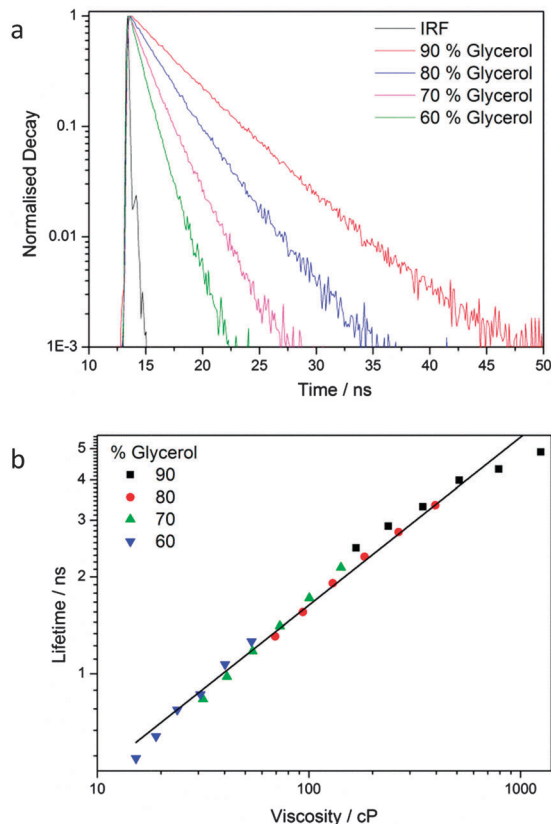 a
IRF
90 % Glycerol
80 % Glycerol
70 % Glycerol
60 % Glycerol
Normalised Decay
1
0.1
0.01
1E-3
10 15 20 25 30 35 40 45 50
Time / ns
b
% Glycerol
90
80
70
60
Lifetime / ns
5
4
3
2
1
10 100 1000
Viscosity / cP